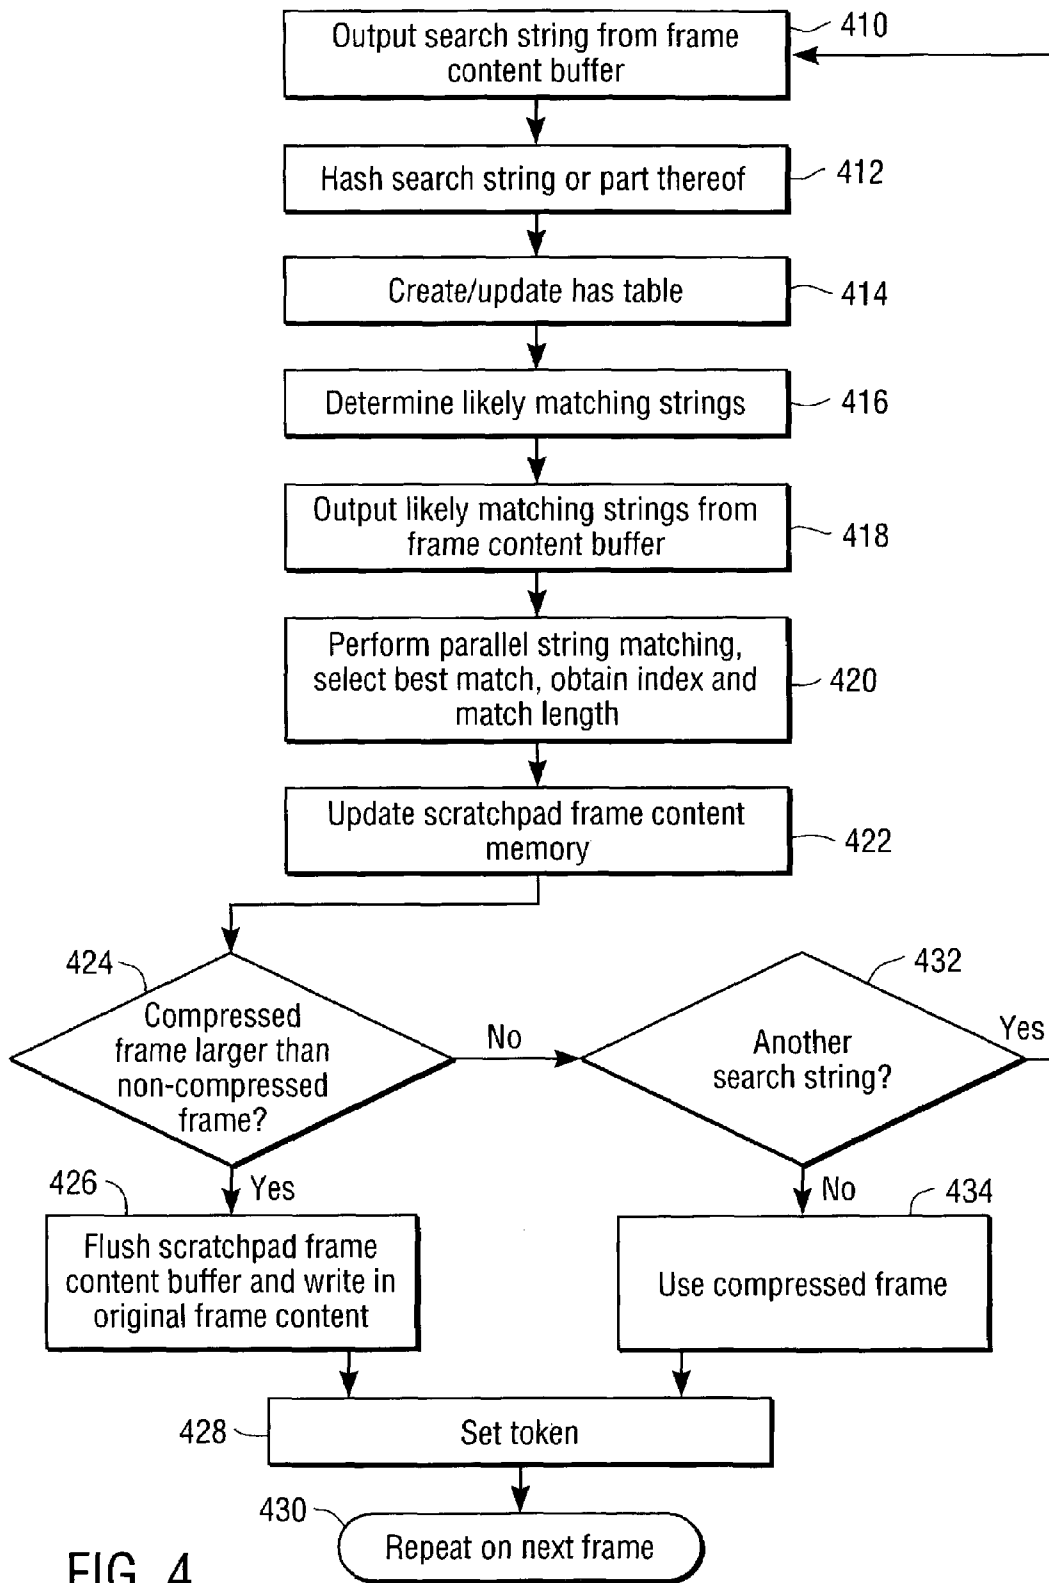 Output search string from frame
content buffer
410
Hash search string or part thereof
412
Create/update has table
414
Determine likely matching strings
416
Output likely matching strings from
frame content buffer
418
Perform parallel string matching,
select best match, obtain index and
match length
420
Update scratchpad frame content
memory
422
424
Compressed
frame larger than
non-compressed
frame?
No
432
Another
search string?
Yes
426
Yes
Flush scratchpad frame
content buffer and write in
original frame content
No
434
Use compressed frame
428
Set token
430
Repeat on next frame
FIG. 4